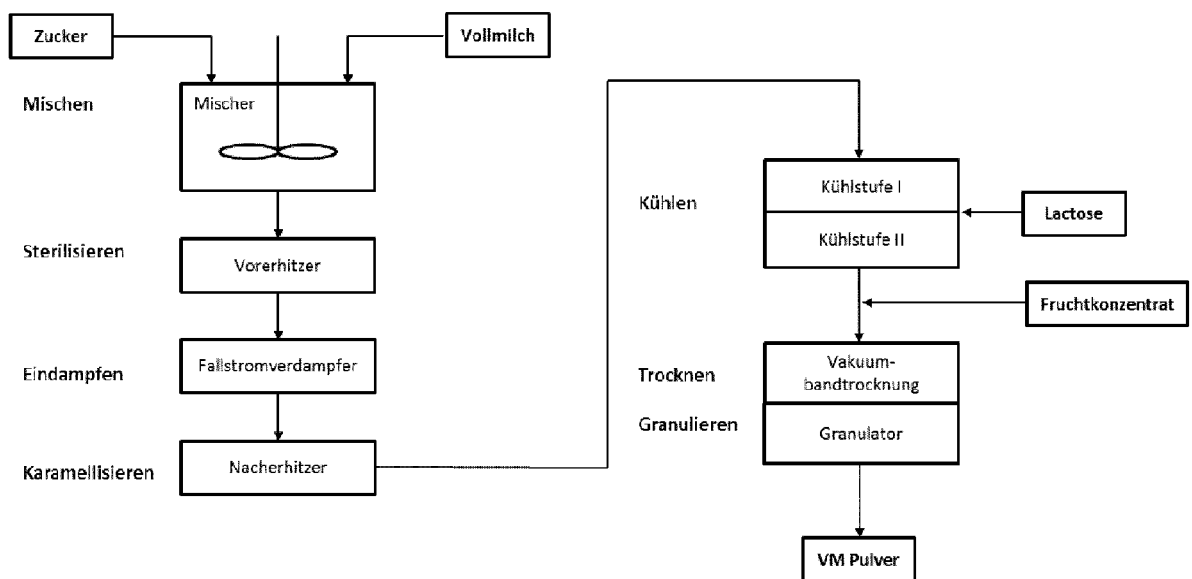 Zucker
Vollmilch
Mischen
Mischer
Sterilisieren
Vorerhitzer
Eindampfen
Fallstromverdampfer
Karamellisieren
Nacherhitzer
Kühlen
Kühlstufe I
Kühlstufe II
Lactose
Fruchtkonzentrat
Trocknen
Vakuum-
bandtrocknung
Granulieren
Granulator
VM Pulver